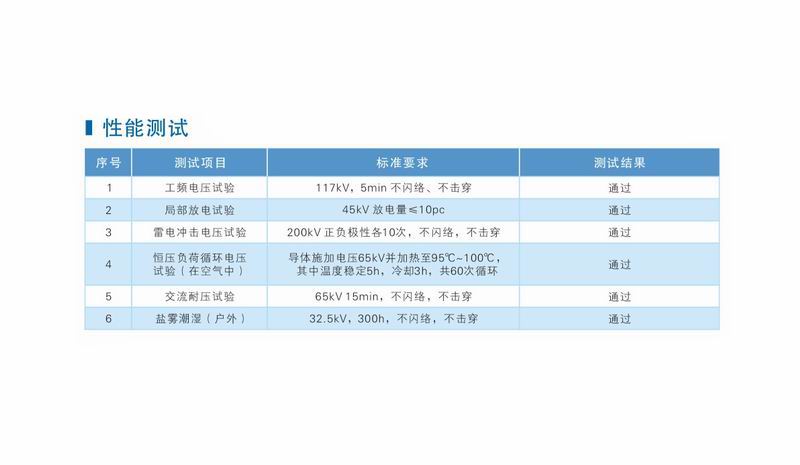 性能测试
序号 测试项目 标准要求 测试结果
1 工频电压试验 117kV，5min 不闪络、不击穿 通过
2 局部放电试验 45kV 放电量≤10pc 通过
3 雷电冲击电压试验 200kV 正负极性各10次，不闪络，不击穿 通过
4 恒压负荷循环电压试验（在空气中） 导体施加电压65kV并加热至95℃~100℃，其中温度稳定5h，冷却3h，共60次循环 通过
5 交流耐压试验 65kV 15min，不闪络，不击穿 通过
6 盐雾潮湿（户外） 32.5kV，300h，不闪络，不击穿 通过